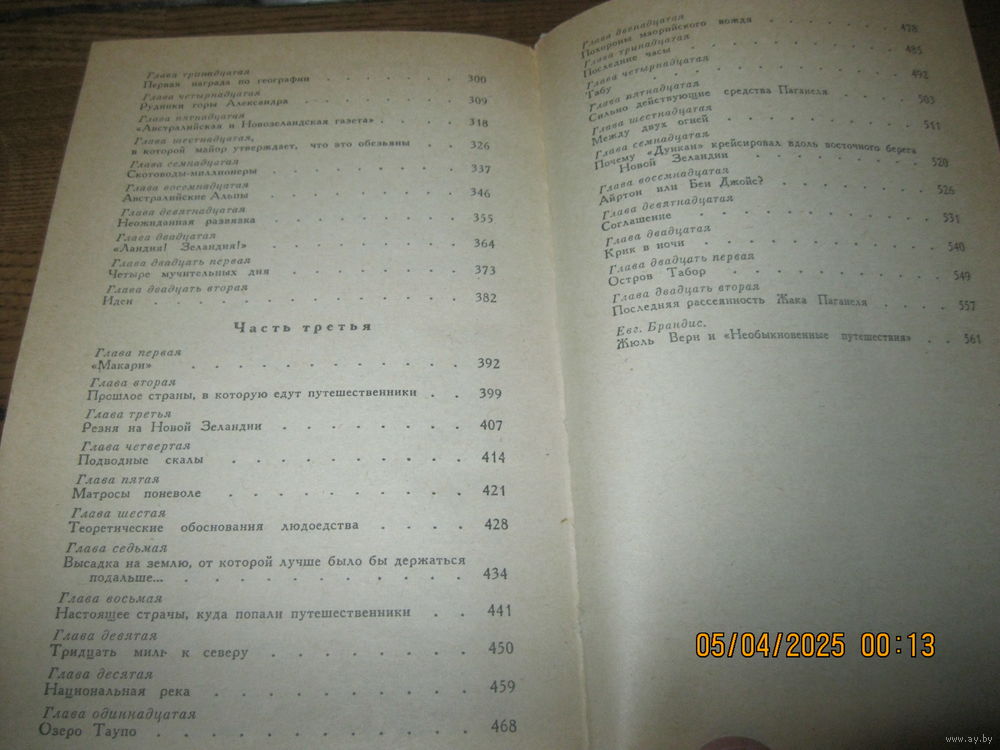 Глава тринадцатая
Первая награда по географии . . . . . . . . . 300
Глава четырнадцатая
Рудники горы Александра . . . . . . . . . . 309
Глава пятнадцатая
«Австралийская и Новозеландская газета» . . . . . 318
Глава шестнадцатая,
в которой майор утверждает, что это обезьяны . . . 326
Глава семнадцатая
Скотоводы-миллионеры . . . . . . . . . . . 337
Глава восемнадцатая
Австралийские Альпы . . . . . . . . . . . 346
Глава девятнадцатая
Неожиданная развязка . . . . . . . . . . . 355
Глава двадцатая
«Ландия! Зеландия!» . . . . . . . . . . . 364
Глава двадцать первая
Четыре мучительных дня . . . . . . . . . 373
Глава двадцать вторая
Иден . . . . . . . . . . . . . . . 382
Часть третья
Глава первая
«Макари» . . . . . . . . . . . . 392
Глава вторая
Прошлое страны, в которую едут путешественники . . 399
Глава третья
Резня на Новой Зеландии . . . . . . . 407
Глава четвертая
Подводные скалы . . . . . . . . . 414
Глава пятая
Матросы поневоле . . . . . . . . . 421
Глава шестая
Теоретические обоснования людоедства . . . . 428
Глава седьмая
Высадка на землю, от которой лучше было бы держаться
подальше... . . . . . . . . . . . 434
Глава восьмая
Настоящее страны, куда попали путешественники . . 441
Глава девятая
Тридцать миль к северу . . . . . . . 450
Глава десятая
Национальная река . . . . . . . . . 459
Глава одиннадцатая
Озеро Таупо . . . . . . . . . . . 468
Глава двенадцатая
Похороны маорийского вождя . . . . . . . 478
Глава тринадцатая
Последние часы . . . . . . . . . . 485
Глава четырнадцатая
Табу . . . . . . . . . . . . . 492
Глава пятнадцатая
Сильно действующие средства Паганеля . . . . 503
Глава шестнадцатая
Между двух огней . . . . . . . . . . 511
Глава семнадцатая
Почему «Дункан» крейсировал вдоль восточного берега
Новой Зеландии . . . . . . . . . . 520
Глава восемнадцатая
Айртон или Бен Джойс? . . . . . . . . 526
Глава девятнадцатая
Соглашение . . . . . . . . . . . 531
Глава двадцатая
Крик в ночи . . . . . . . . . . . 540
Глава двадцать первая
Остров Табор . . . . . . . . . . . 549
Глава двадцать вторая
Последняя рассеянность Жака Паганеля . . . . 557
Евг. Брандис.
Жюль Верн и «Необыкновенные путешествия» . . 561
05/04/2025 00:13
www.ay.by